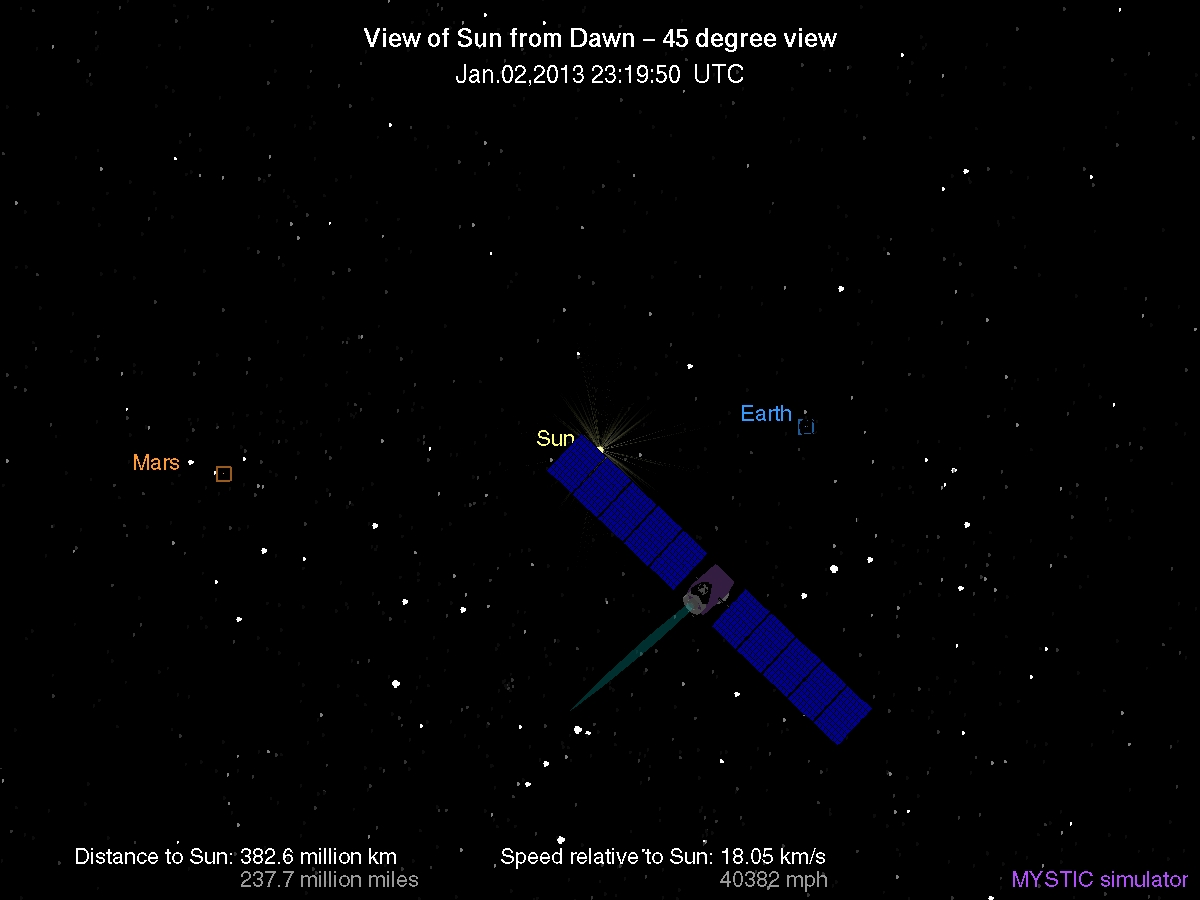 View of Sun from Dawn – 45 degree view
Jan.02,2013 23:19:50 UTC
Earth
Sun
Mars
Distance to Sun: 382.6 million km
237.7 million miles
Speed relative to Sun: 18.05 km/s
40382 mph
MYSTIC simulator